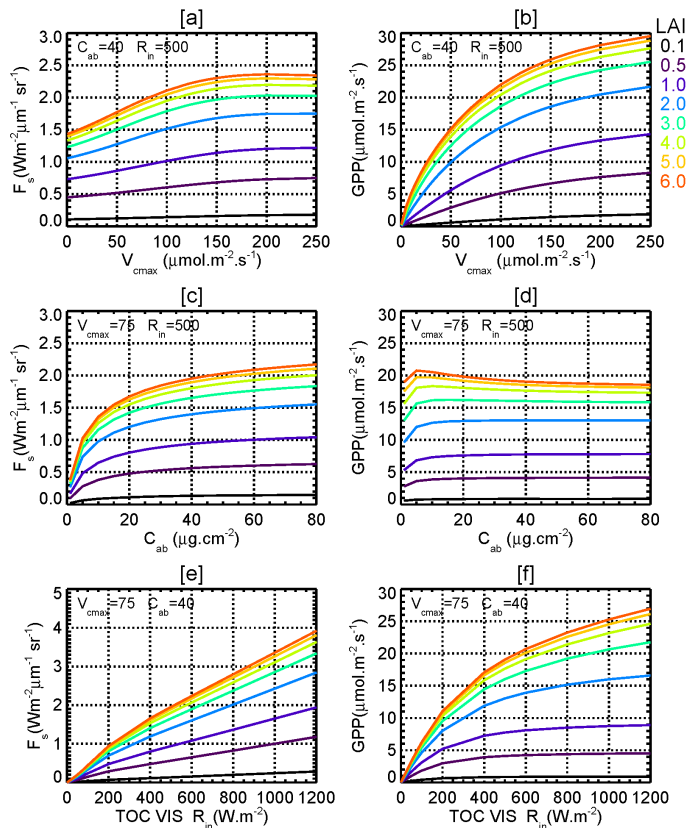 [a]
[b]
LAI
0.1
0.5
1.0
2.0
3.0
4.0
5.0
6.0
C_ab=40 R_in=500
3.0
2.5
2.0
1.5
1.0
0.5
0.0
F_s(Wm⁻²μm⁻¹ sr⁻¹)
0 50 100 150 200 250
V_cmax (μmol.m⁻².s⁻¹)
C_ab=40 R_in=500
30
25
20
15
10
5
0
GPP(μmol.m⁻².s⁻¹)
0 50 100 150 200 250
V_cmax (μmol.m⁻².s⁻¹)
[c]
[d]
V_cmax=75 R_in=500
3.0
2.5
2.0
1.5
1.0
0.5
0.0
F_s(Wm⁻²μm⁻¹ sr⁻¹)
0 20 40 60 80
C_ab (μg.cm⁻²)
V_cmax=75 R_in=500
30
25
20
15
10
5
0
GPP(μmol.m⁻².s⁻¹)
0 20 40 60 80
C_ab (μg.cm⁻²)
[e]
[f]
V_cmax=75 C_ab=40
5
4
3
2
1
0
F_s(Wm⁻²μm⁻¹ sr⁻¹)
0 200 400 600 800 1000 1200
TOC VIS R_in(W.m⁻²)
V_cmax=75 C_ab=40
30
25
20
15
10
5
0
GPP(μmol.m⁻².s⁻¹)
0 200 400 600 800 1000 1200
TOC VIS R_in(W.m⁻²)